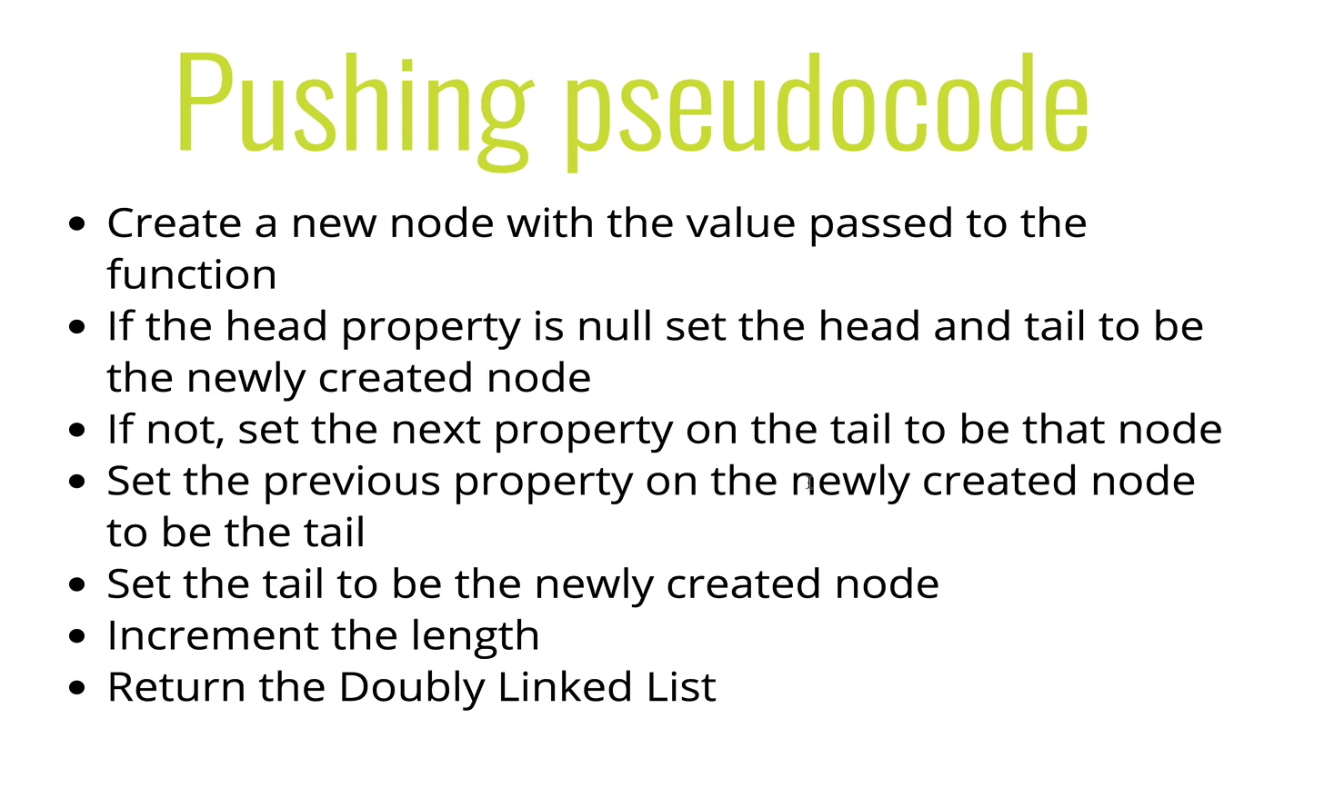 Pushing pseudocode
• Create a new node with the value passed to the
function
• If the head property is null set the head and tail to be
the newly created node
• If not, set the next property on the tail to be that node
• Set the previous property on the newly created node
to be the tail
• Set the tail to be the newly created node
• Increment the length
• Return the Doubly Linked List